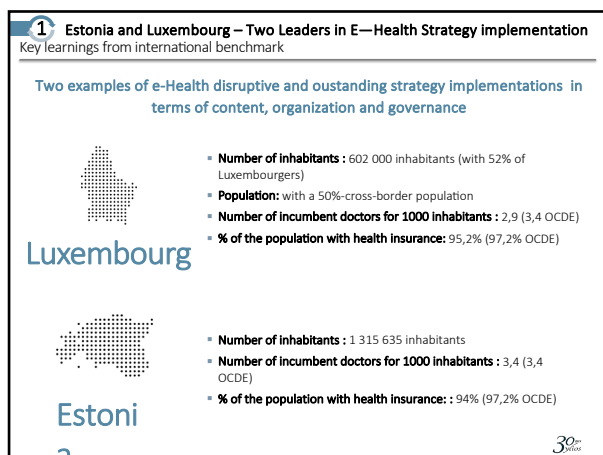 1
Estonia and Luxembourg – Two Leaders in E—Health Strategy implementation
Key learnings from international benchmark
Two examples of e-Health disruptive and oustanding strategy implementations in
terms of content, organization and governance
▪ Number of inhabitants : 602 000 inhabitants (with 52% of
Luxembourgers)
▪ Population: with a 50%-cross-border population
▪ Number of incumbent doctors for 1000 inhabitants : 2,9 (3,4 OCDE)
▪ % of the population with health insurance: 95,2% (97,2% OCDE)
Luxembourg
▪ Number of inhabitants : 1 315 635 inhabitants
▪ Number of incumbent doctors for 1000 inhabitants : 3,4 (3,4
OCDE)
▪ % of the population with health insurance: : 94% (97,2% OCDE)
Estoni
a
30